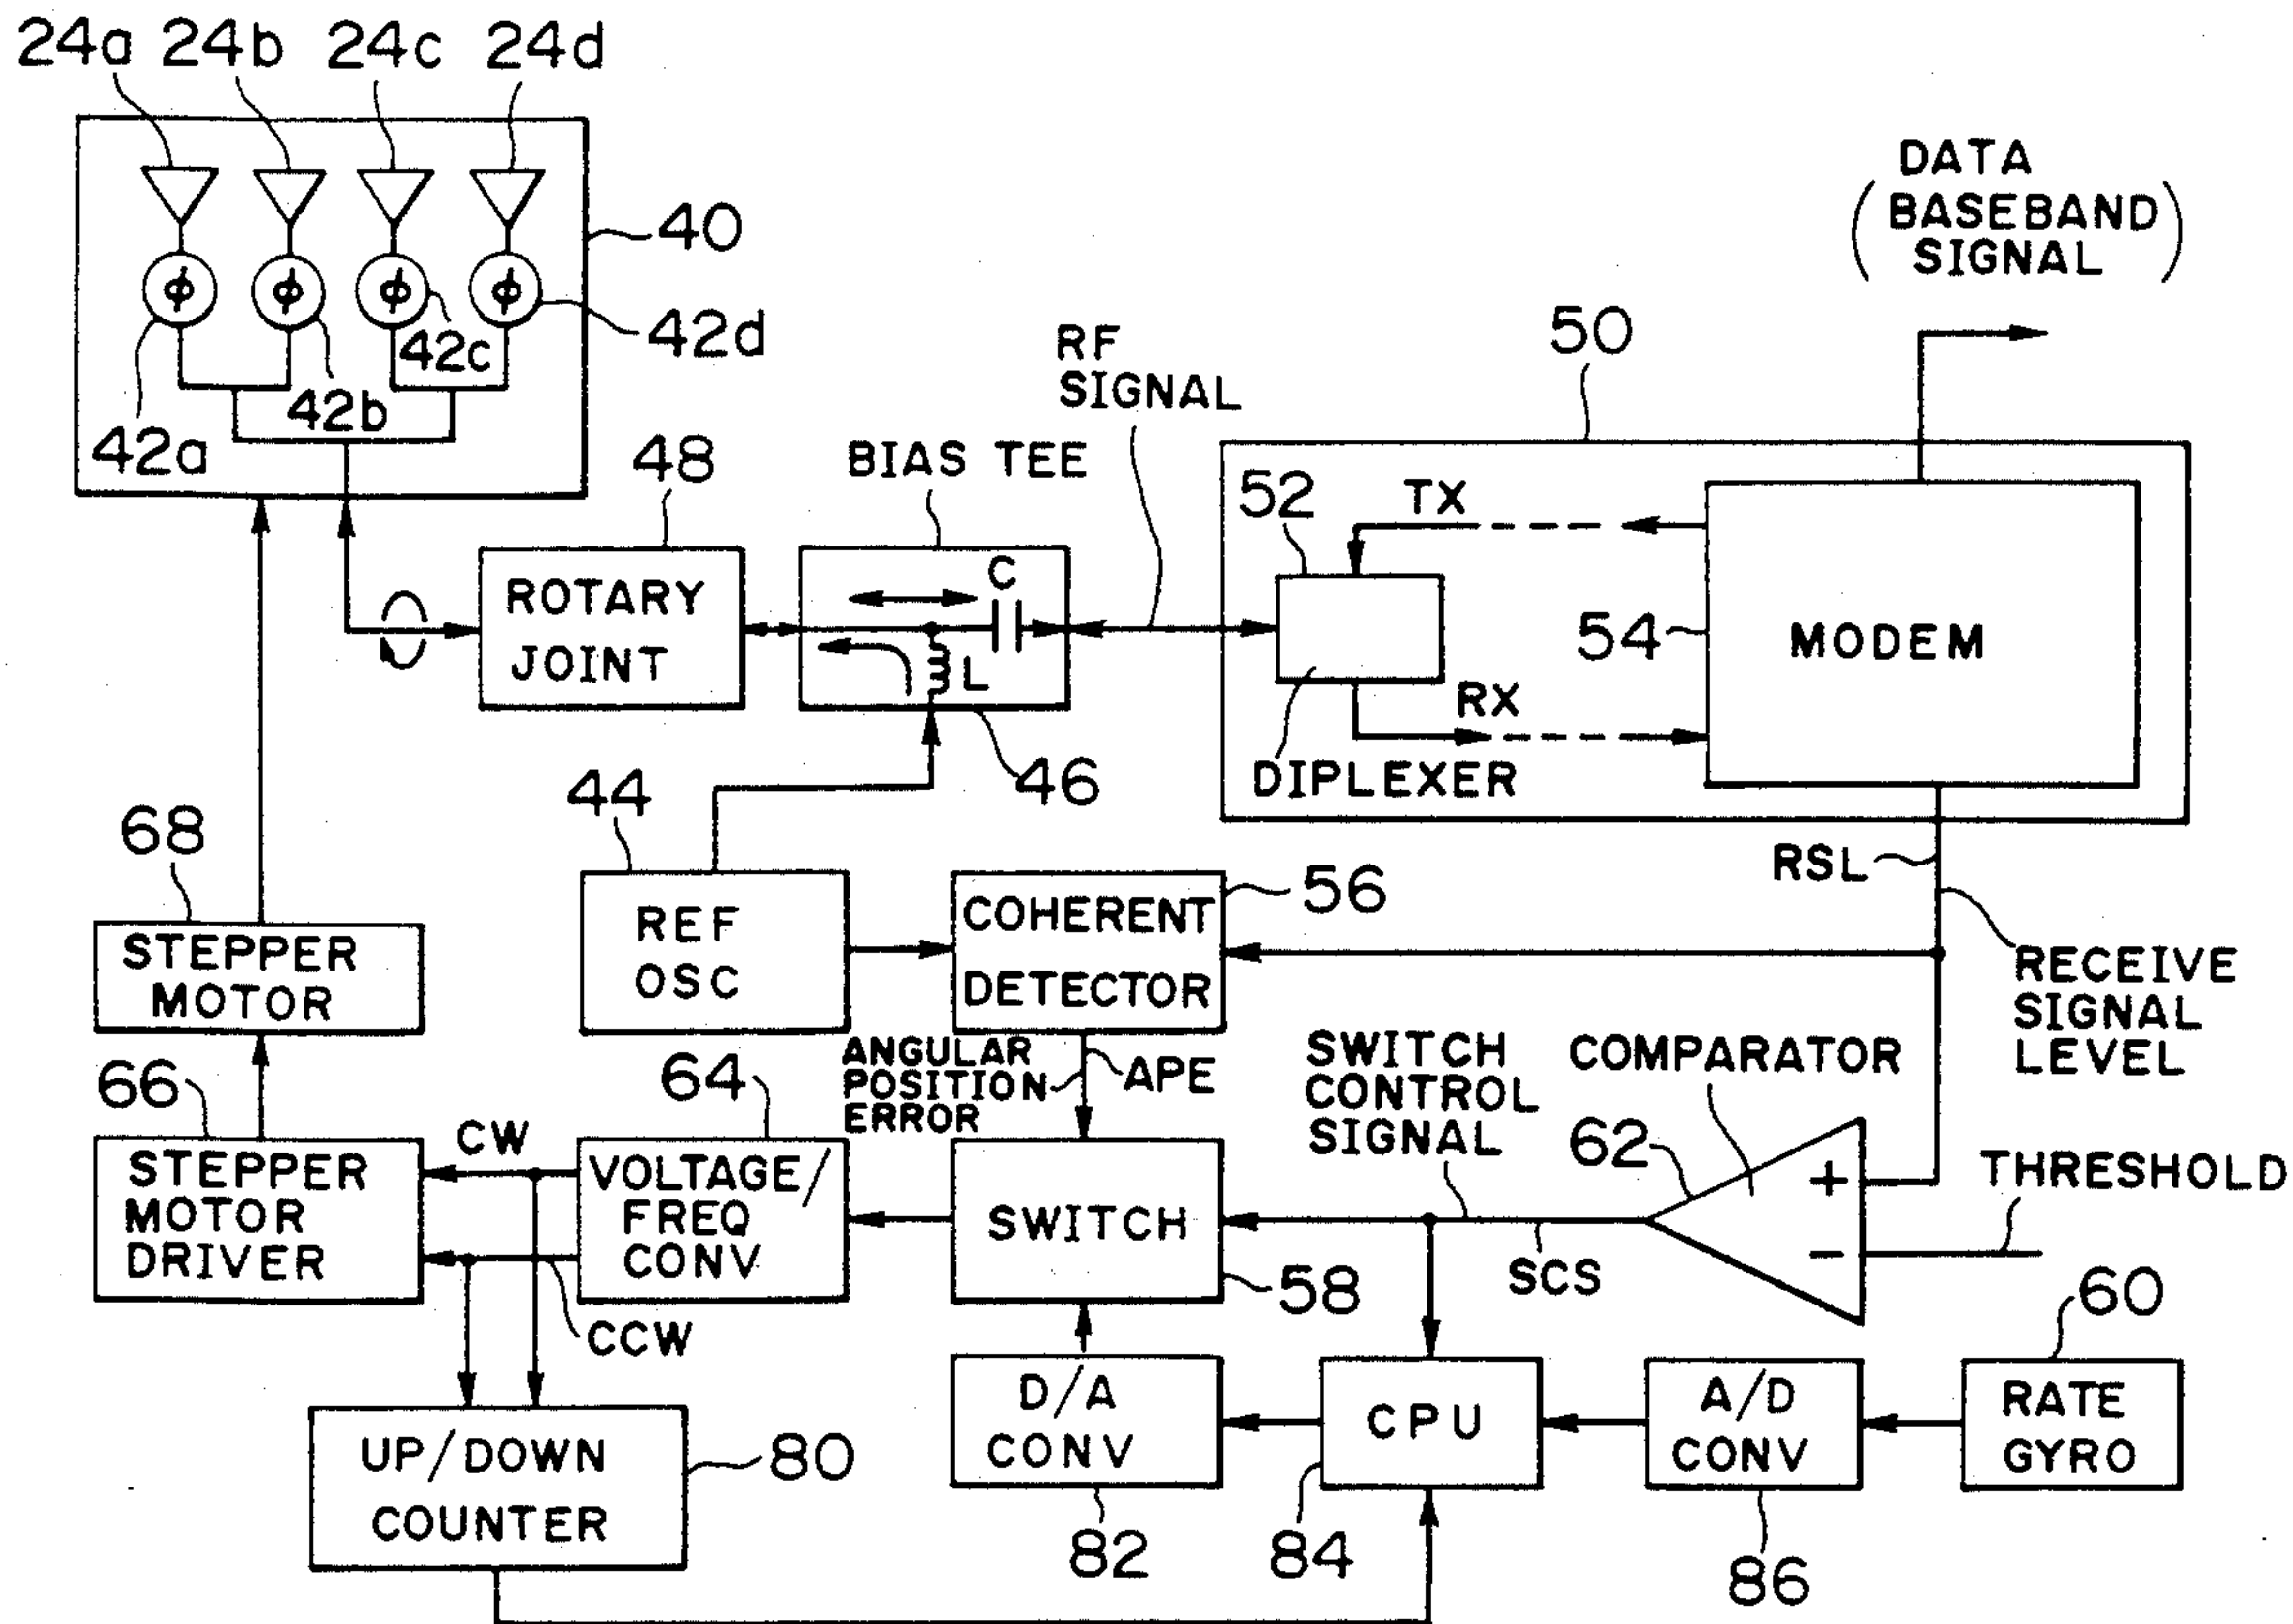 24a 24b 24c 24d
40
ϕ ϕ ϕ ϕ
42a
42b
42c
42d
DATA
(BASEBAND
SIGNAL)
RF
SIGNAL
50
48
BIAS TEE
52
TX
ROTARY
JOINT
C
L
54
MODEM
RX
DIPLEXER
46
44
68
RSL
REF
OSC
COHERENT
DETECTOR
56
STEPPER
MOTOR
RECEIVE
SIGNAL
LEVEL
ANGULAR
POSITION
ERROR
APE
SWITCH
CONTROL
SIGNAL
COMPARATOR
66
64
CW
62
THRESHOLD
STEPPER
MOTOR
DRIVER
VOLTAGE/
FREQ
CONV
SWITCH
+
−
SCS
58
60
CCW
D/A
CONV
CPU
A/D
CONV
RATE
GYRO
UP/DOWN
COUNTER
80
82
84
86